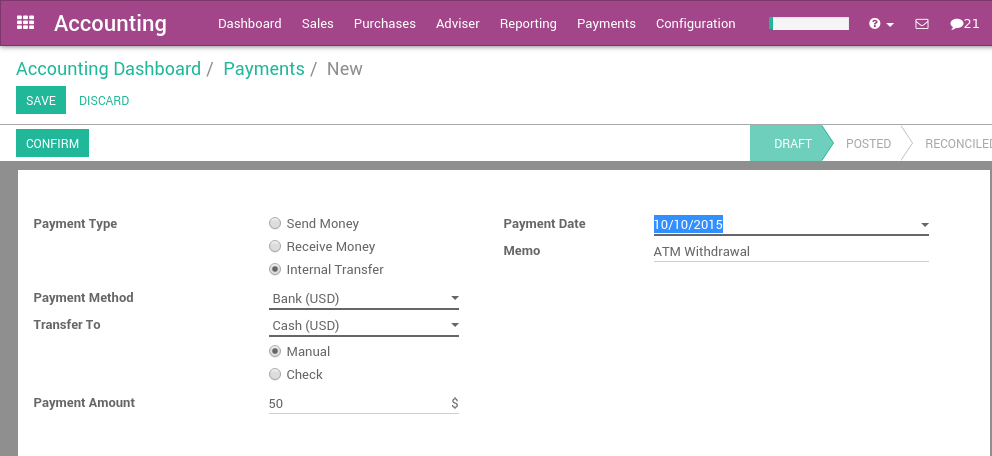 Accounting Dashboard Sales Purchases Adviser Reporting Payments Configuration ? 21
Accounting Dashboard / Payments / New
SAVE DISCARD
CONFIRM DRAFT POSTED RECONCILED
Payment Type Send Money Payment Date 10/10/2015
Receive Money Memo ATM Withdrawal
Internal Transfer
Payment Method Bank (USD)
Transfer To Cash (USD)
Manual
Check
Payment Amount 50 $